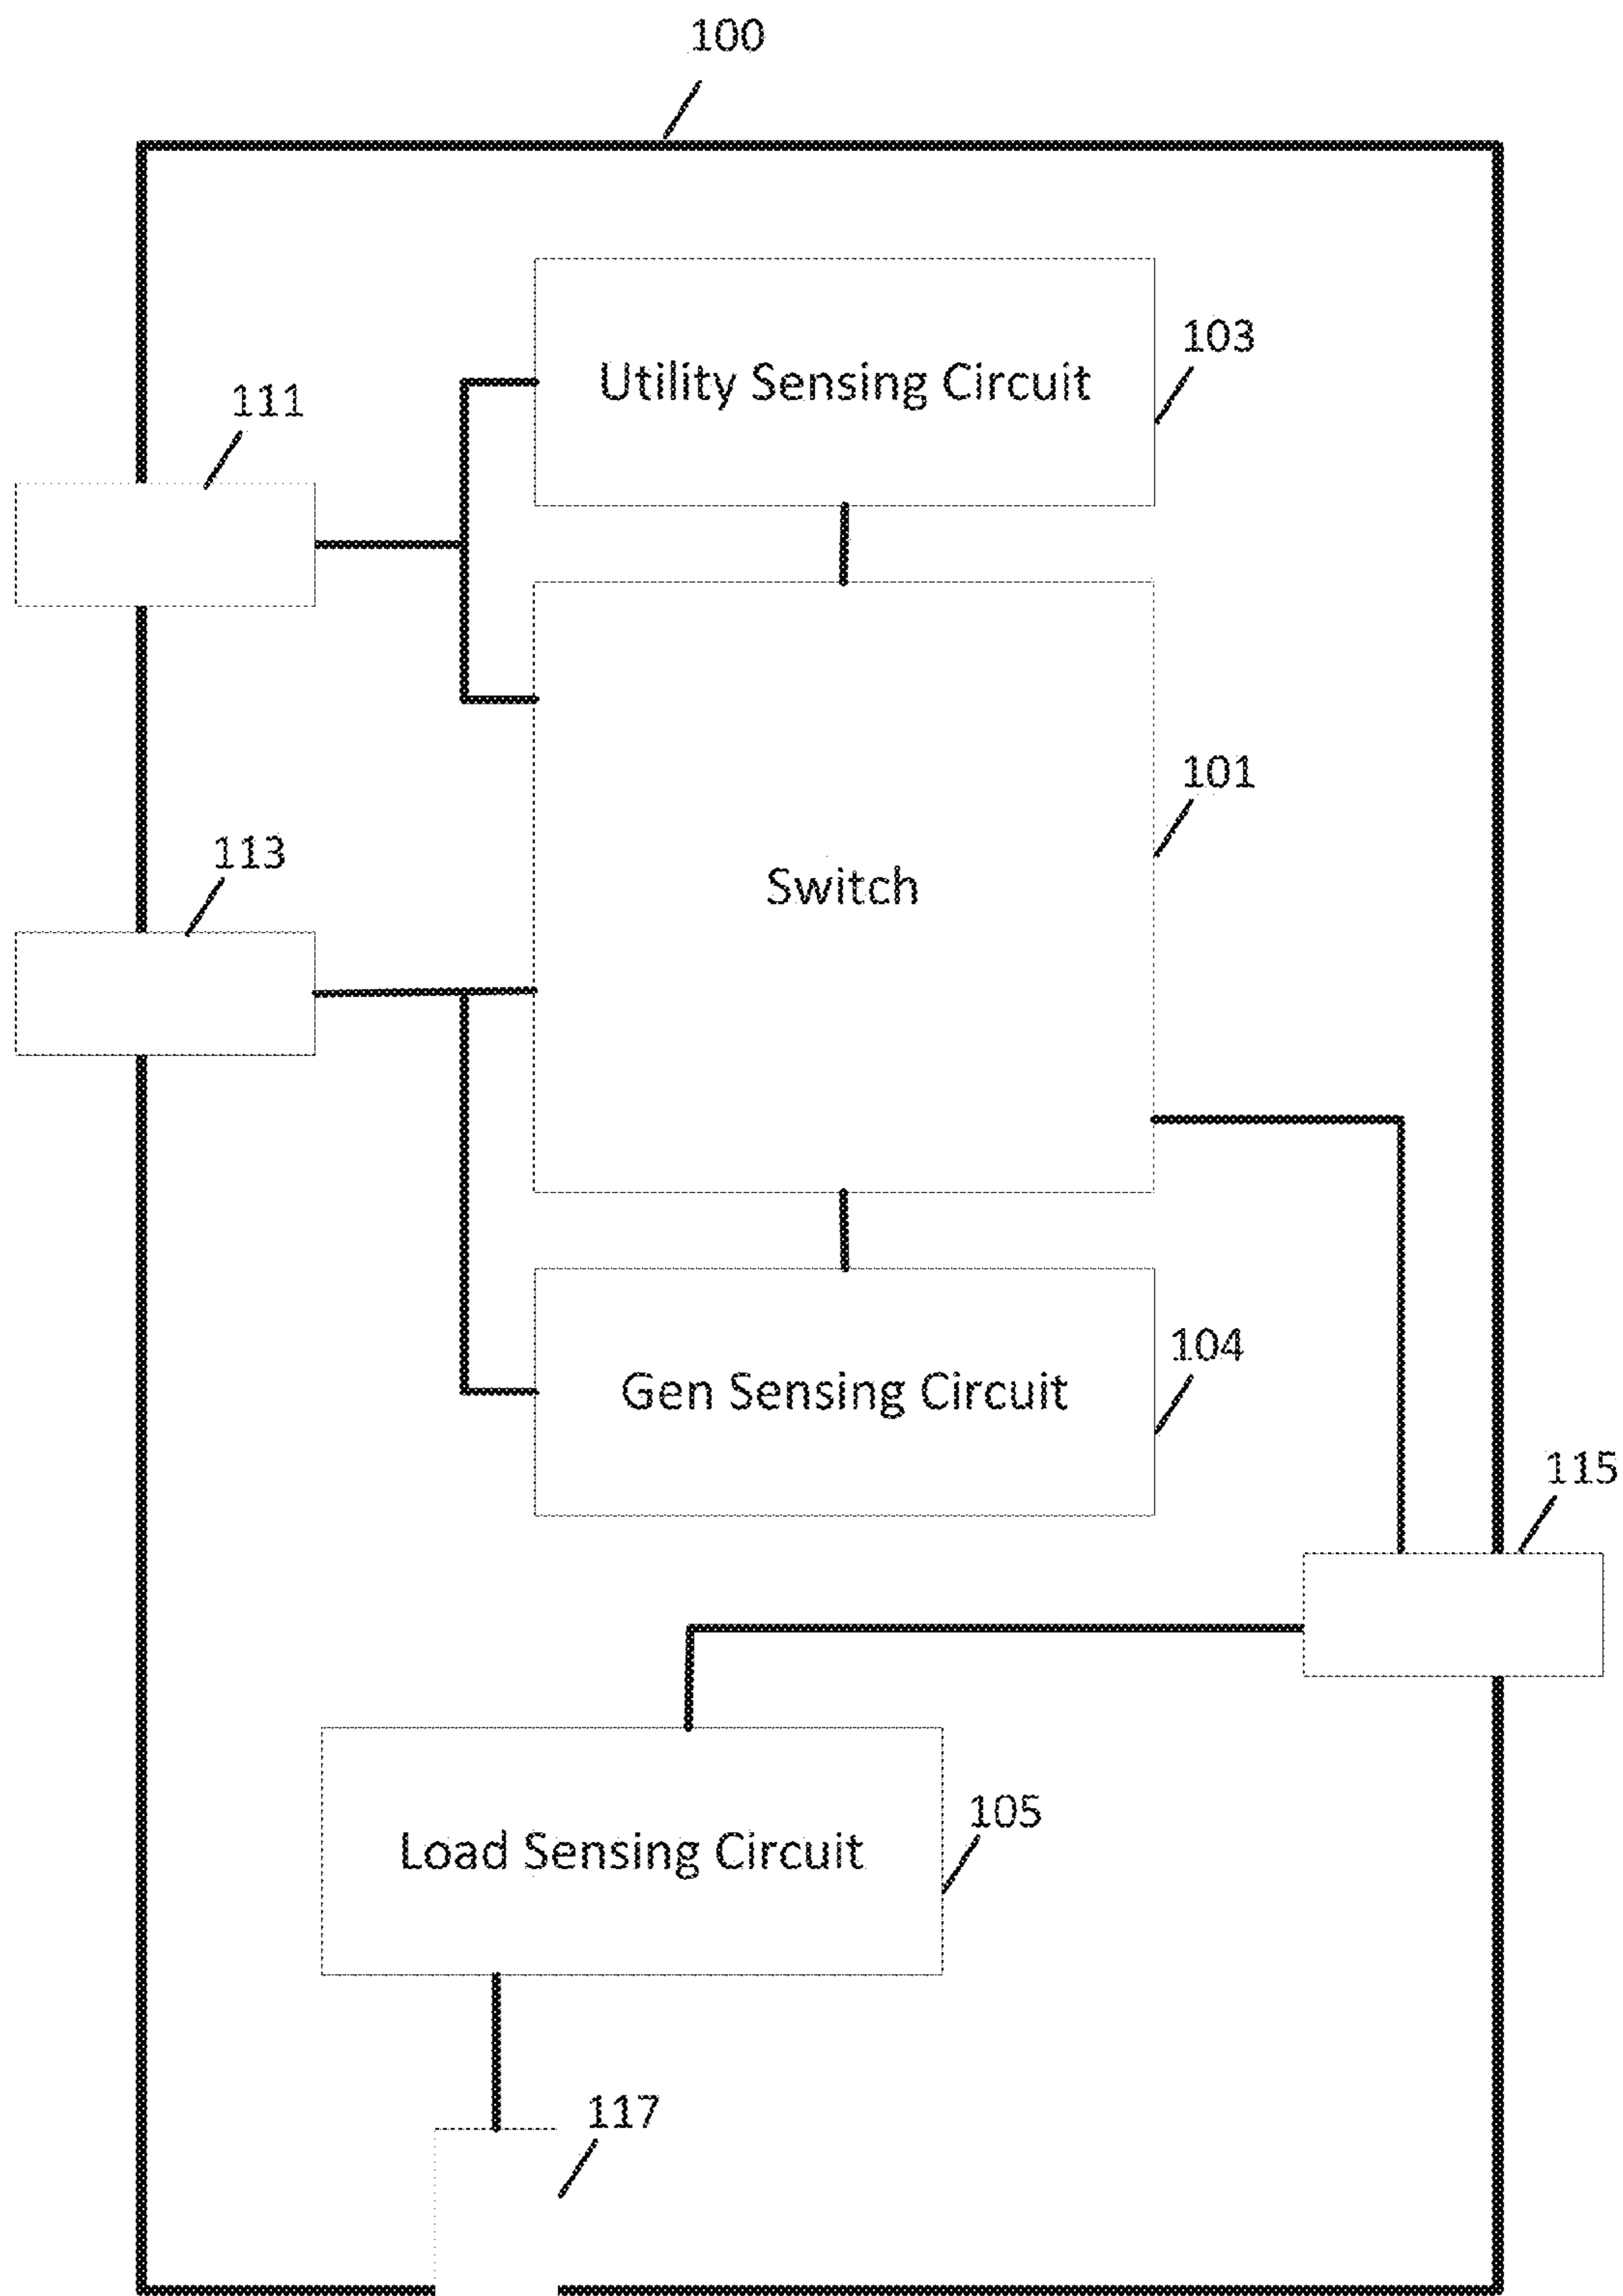 100
Utility Sensing Circuit
103
111
101
Switch
113
104
Gen Sensing Circuit
115
105
Load Sensing Circuit
117